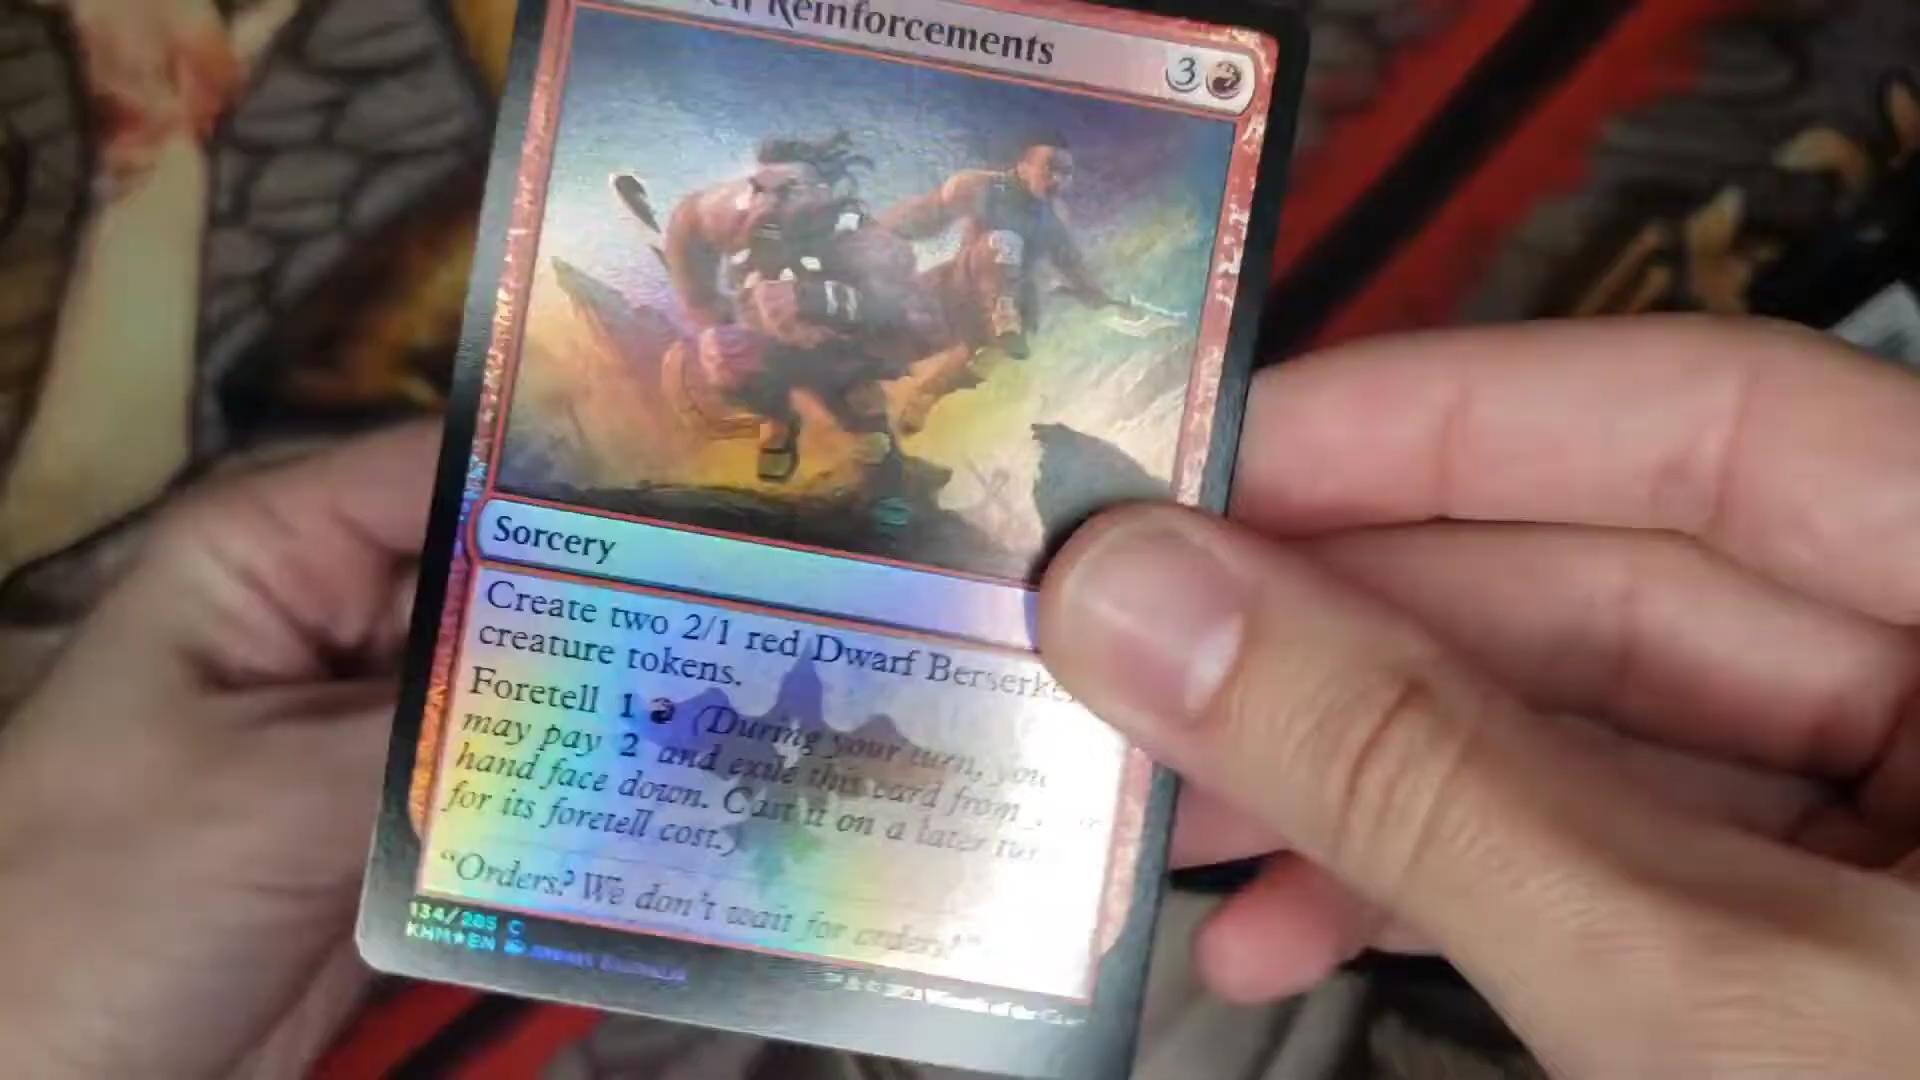 Reinforcements
3
Sorcery
Create two 2/1 red Dwarf Berserke
creature tokens.
Foretell 1 (During your turn, you
may pay 2 and exile this card from
hand face down. Cast it on a later tur
for its foretell cost.)
"Orders? We don't wait for orders!"
134/285 C
KHM★EN